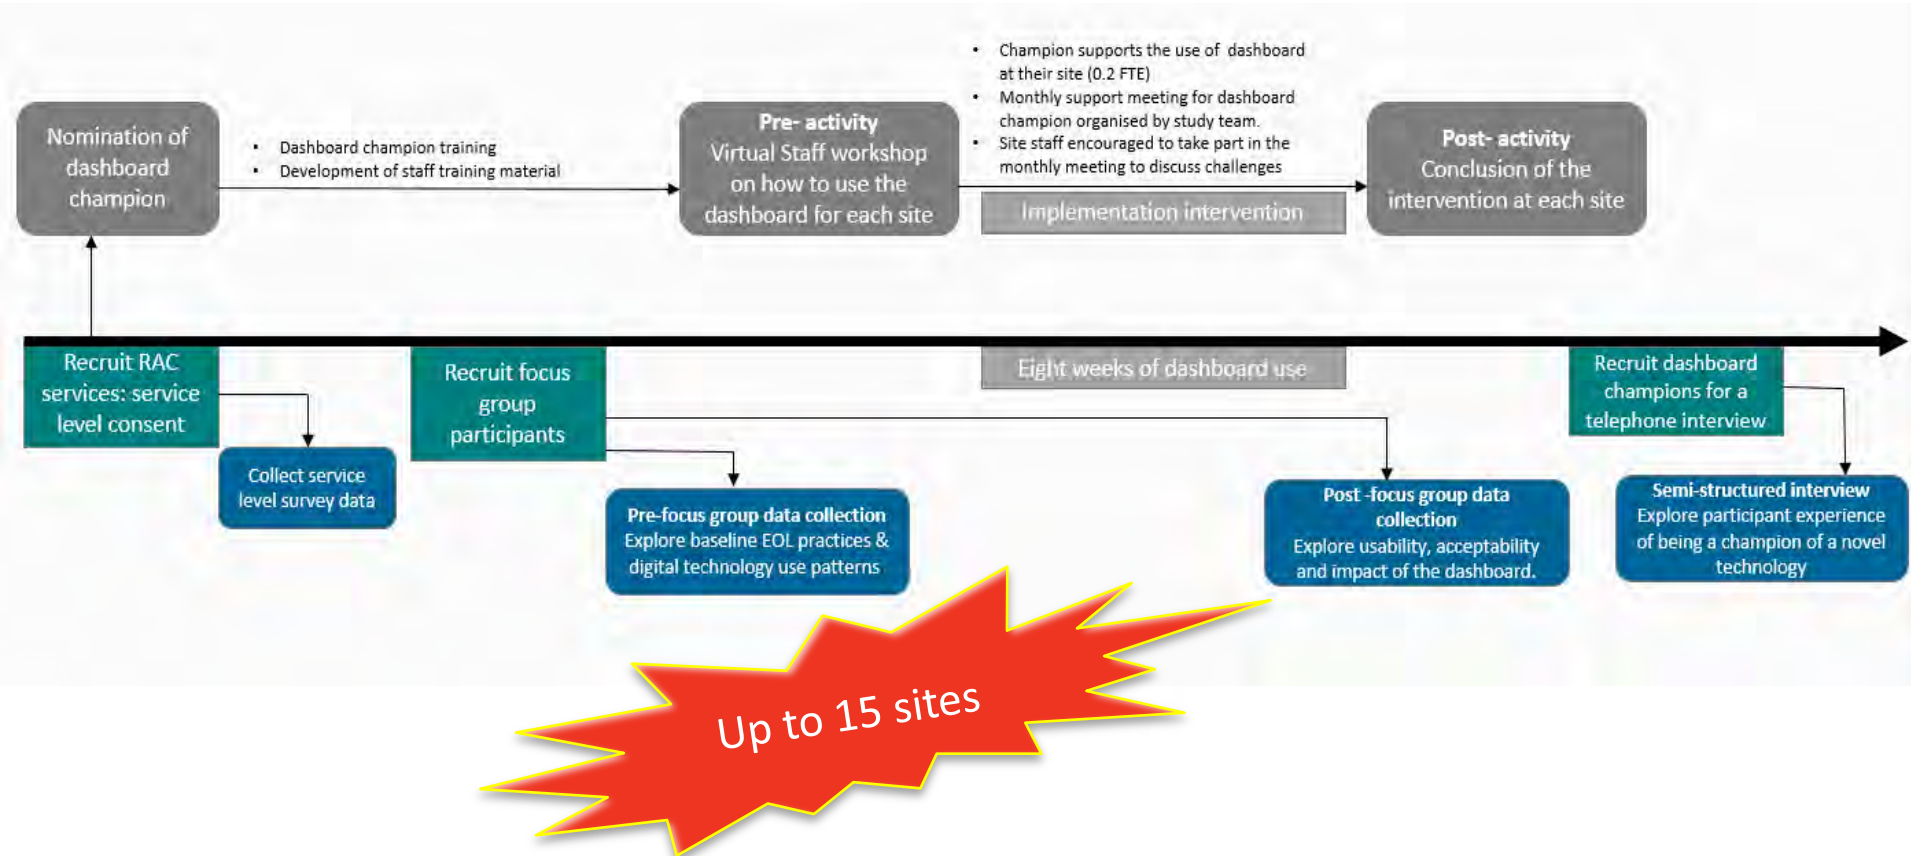 Nomination of
dashboard
champion
• Dashboard champion training
• Development of staff training material
Pre- activity
Virtual Staff workshop
on how to use the
dashboard for each site
• Champion supports the use of dashboard
at their site (0.2 FTE)
• Monthly support meeting for dashboard
champion organised by study team.
• Site staff encouraged to take part in the
monthly meeting to discuss challenges
Implementation intervention
Post- activity
Conclusion of the
intervention at each site
Recruit RAC
services: service
level consent
Recruit focus
group
participants
Eight weeks of dashboard use
Recruit dashboard
champions for a
telephone interview
Collect service
level survey data
Pre-focus group data collection
Explore baseline EOL practices &
digital technology use patterns
Post -focus group data
collection
Explore usability, acceptability
and impact of the dashboard.
Semi-structured interview
Explore participant experience
of being a champion of a novel
technology
Up to 15 sites